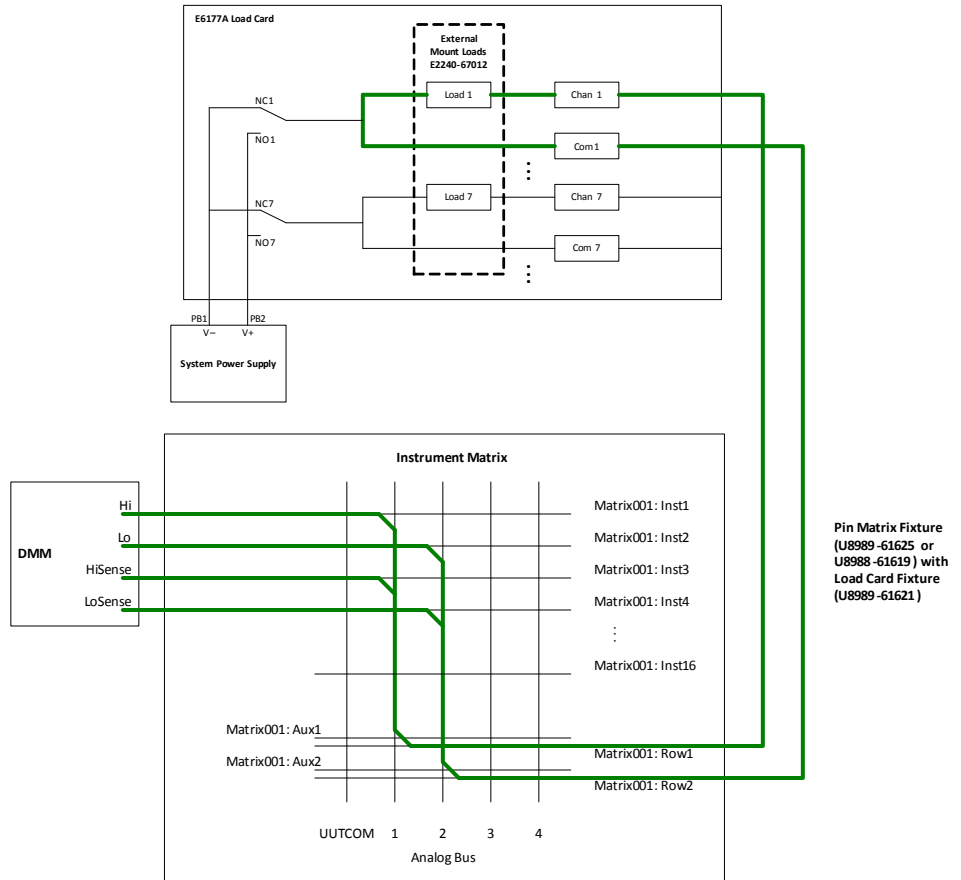 E6177A Load Card
External
Mount Loads
E2240-67012
Load 1
Chan 1
NC1
NO1
Com1
⋮
Load 7
Chan 7
NC7
NO7
Com 7
⋮
PB1
PB2
V–
V+
System Power Supply
Instrument Matrix
DMM
Hi
Lo
HiSense
LoSense
Matrix001: Inst1
Matrix001: Inst2
Matrix001: Inst3
Matrix001: Inst4
⋮
Matrix001: Inst16
Matrix001: Aux1
Matrix001: Aux2
Matrix001: Row1
Matrix001: Row2
UUTCOM 1 2 3 4
Analog Bus
Pin Matrix Fixture
(U8989-61625 or
U8988-61619) with
Load Card Fixture
(U8989-61621)